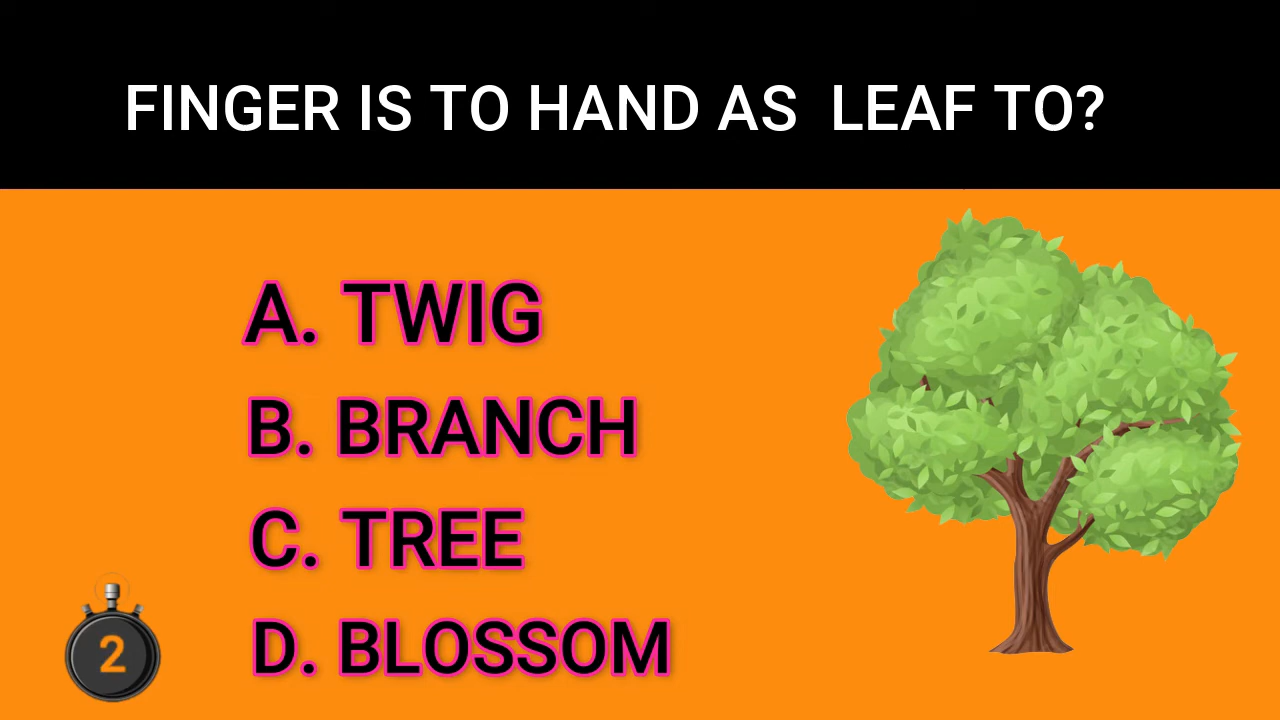 FINGER IS TO HAND AS  LEAF TO?
A. TWIG
B. BRANCH
C. TREE
D. BLOSSOM
2